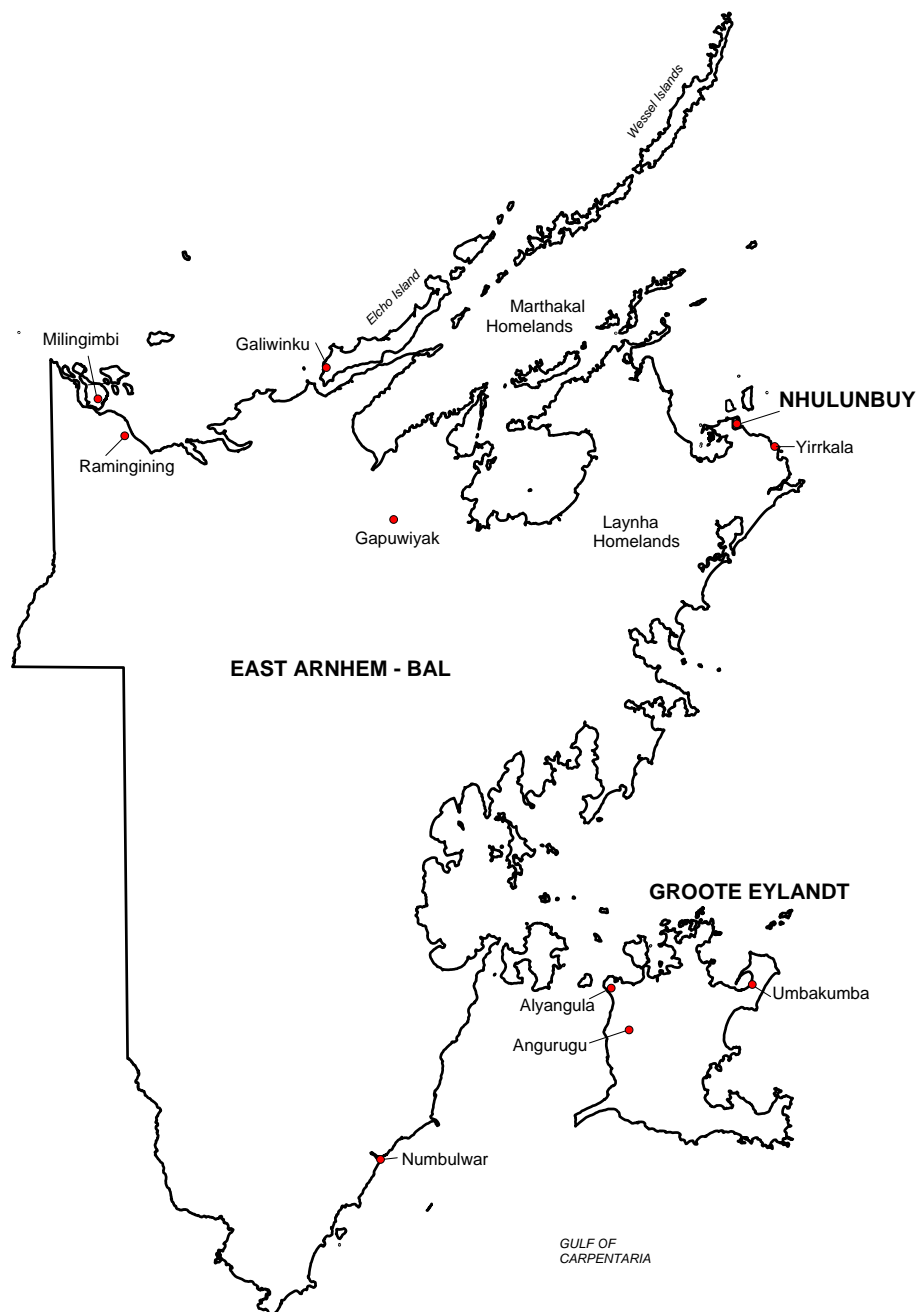 Wessel Islands
Elcho Island
Marthakal
Homelands
Milingimbi
Galiwinku
NHULUNBUY
Yirrkala
Ramingining
Laynha
Homelands
Gapuwiyak
EAST ARNHEM - BAL
GROOTE EYLANDT
Umbakumba
Alyangula
Angurugu
Numbulwar
GULF OF
CARPENTARIA